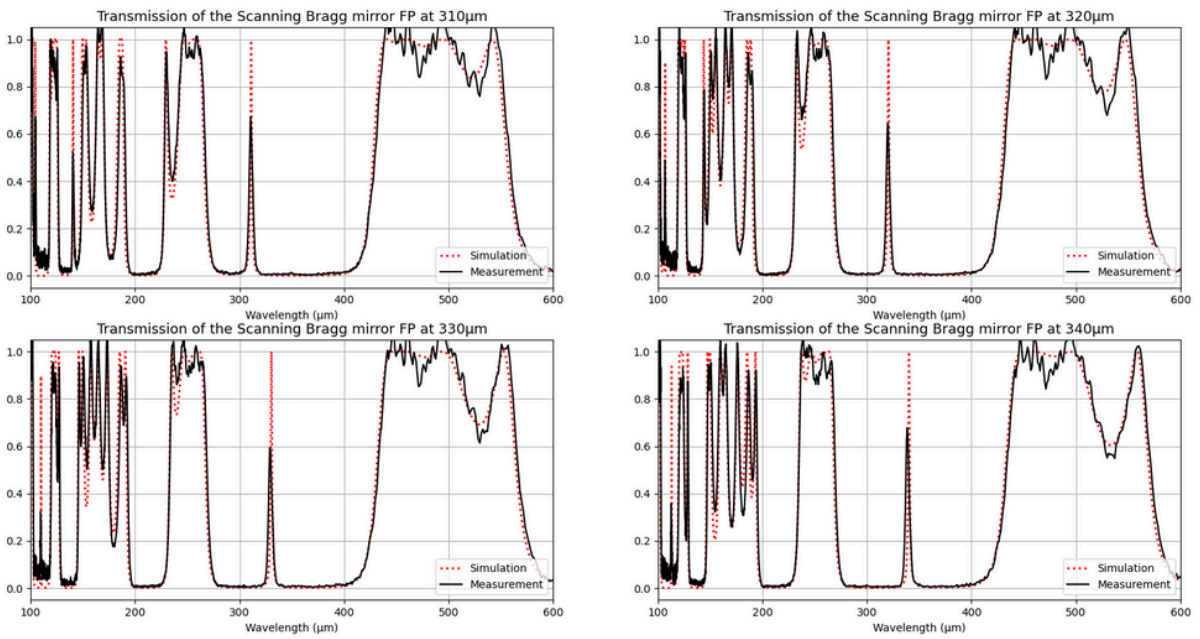 Transmission of the Scanning Bragg mirror FP at 310μm
1.0
0.8
0.6
0.4
0.2
0.0
Simulation
Measurement
100 200 300 400 500 600
Wavelength (μm)
Transmission of the Scanning Bragg mirror FP at 320μm
1.0
0.8
0.6
0.4
0.2
0.0
Simulation
Measurement
100 200 300 400 500 600
Wavelength (μm)
Transmission of the Scanning Bragg mirror FP at 330μm
1.0
0.8
0.6
0.4
0.2
0.0
Simulation
Measurement
100 200 300 400 500 600
Wavelength (μm)
Transmission of the Scanning Bragg mirror FP at 340μm
1.0
0.8
0.6
0.4
0.2
0.0
Simulation
Measurement
100 200 300 400 500 600
Wavelength (μm)